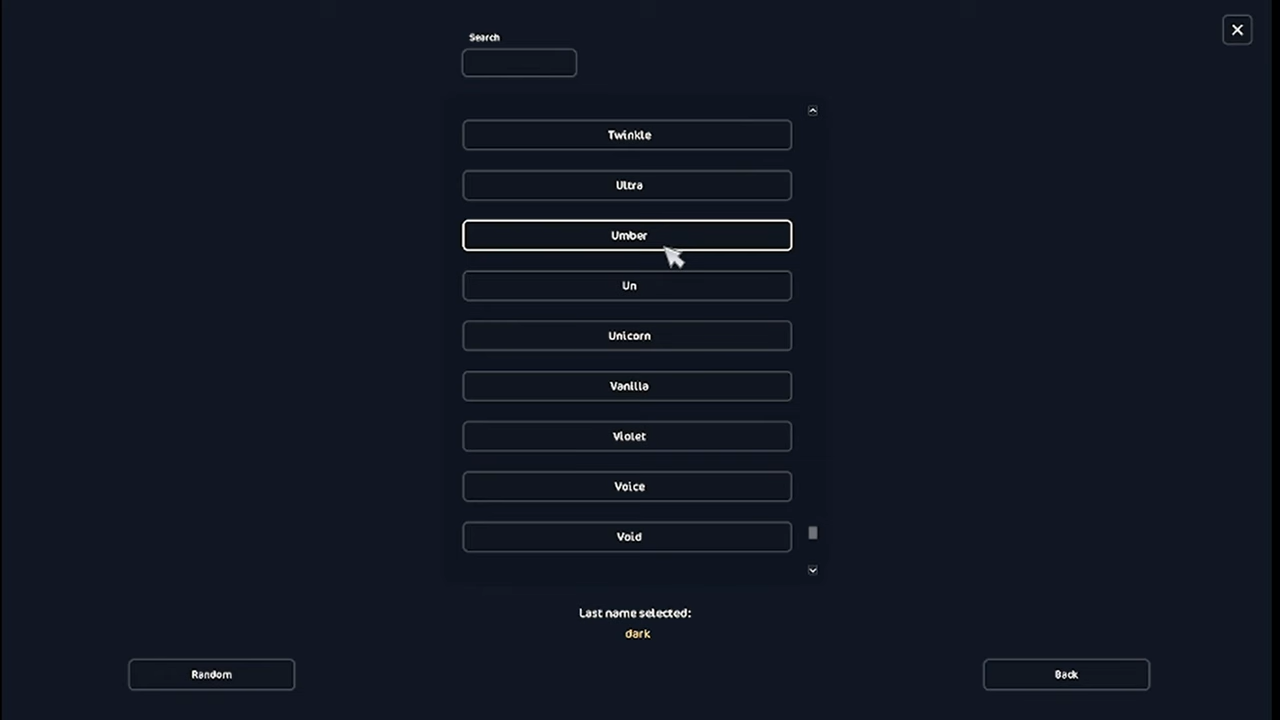 Search
Twinkle
Ultra
Umber
Un
Unicorn
Vanilla
Violet
Voice
Void
Last name selected:
dark
Random
Back